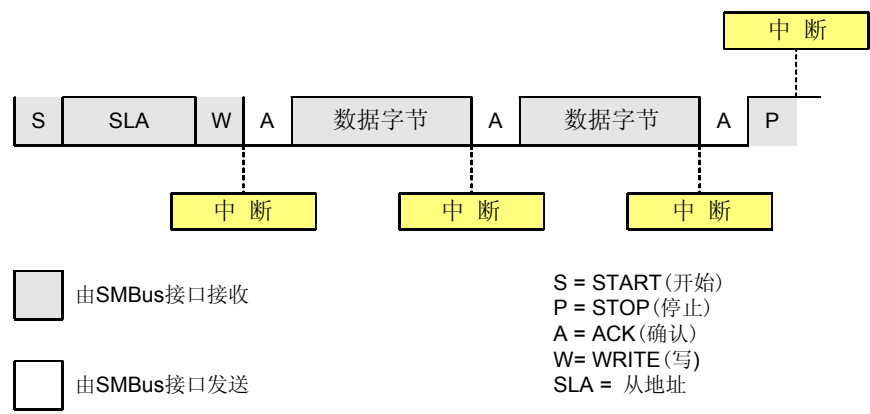 中 断
S SLA W A 数据字节 A 数据字节 A P
中 断 中 断 中 断
由SMBus接口接收
由SMBus接口发送
S = START(开始)
P = STOP(停止)
A = ACK(确认)
W= WRITE(写)
SLA = 从地址